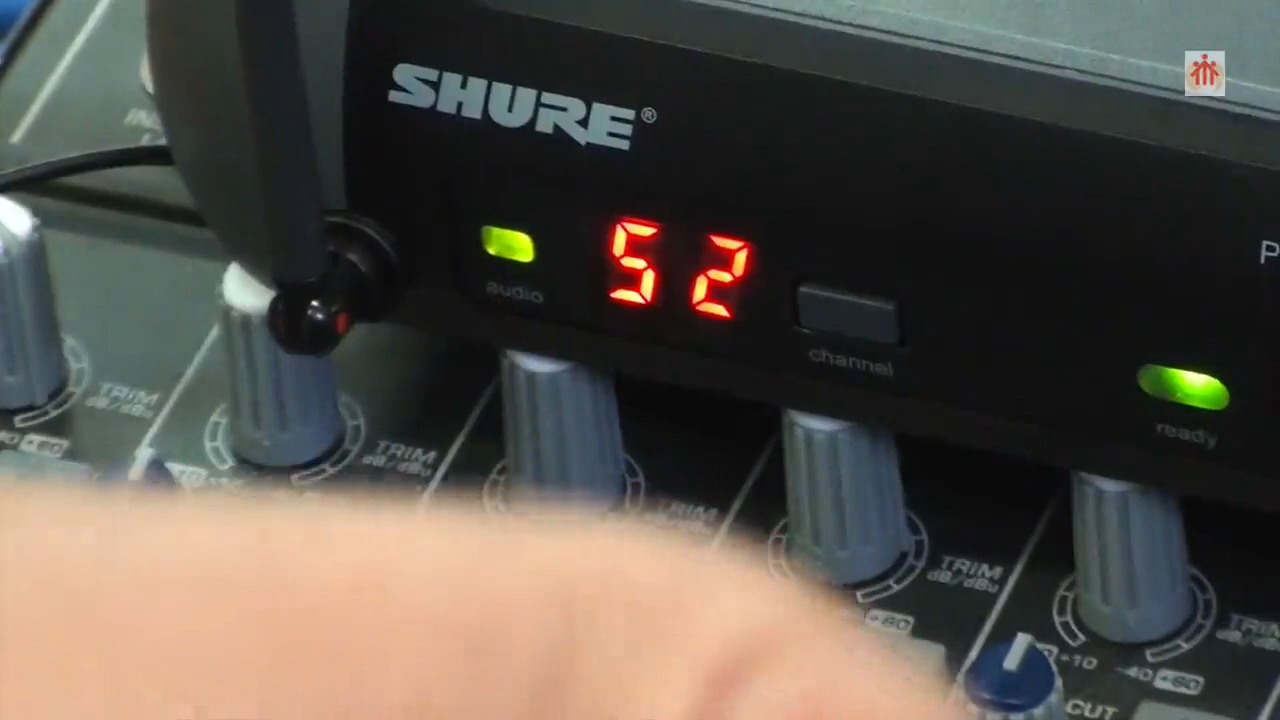 SHURE®
audio
52
channel
ready
P
TRIM
dB/dBu
TRIM
dB/dBu
TRIM
TRIM
dB/dBu
+60
+10
-40
+60
CUT